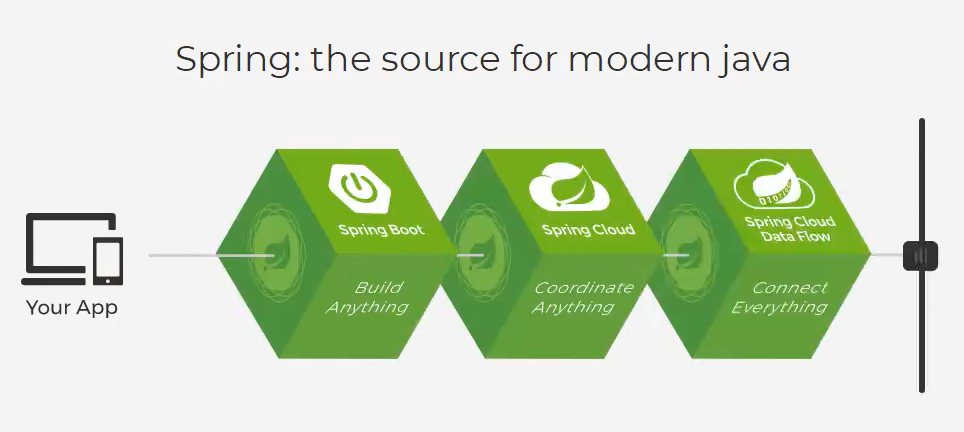 Spring: the source for modern java
Your App
Spring Boot
Build
Anything
Spring Cloud
Coordinate
Anything
Spring Cloud
Data Flow
Connect
Everything